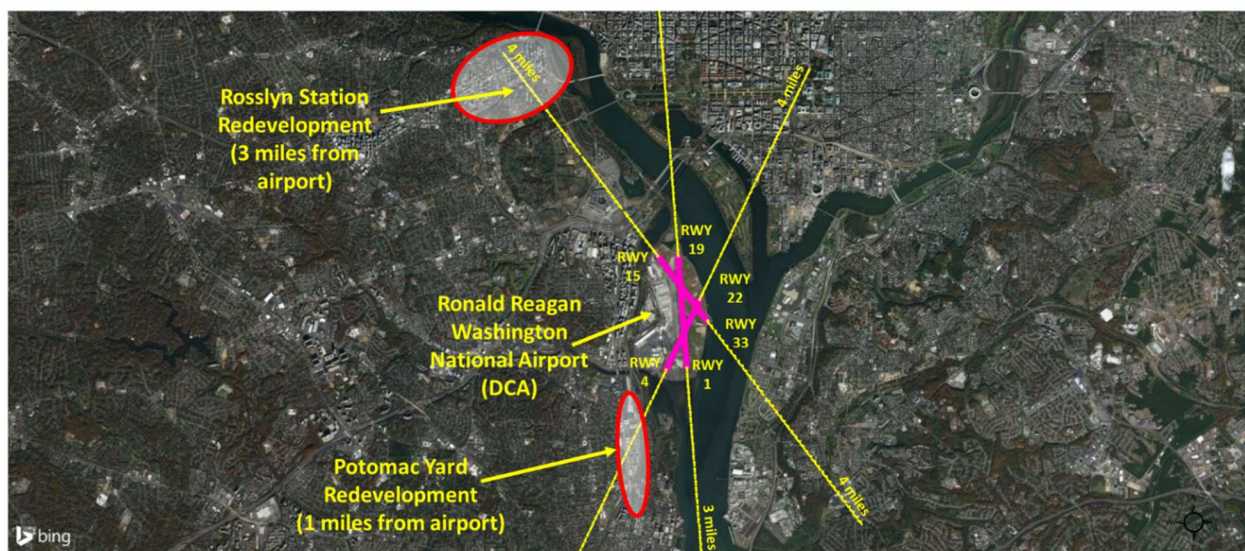 4 miles
4 miles
Rosslyn Station
Redevelopment
(3 miles from
airport)
RWY
19
RWY
15
RWY
22
Ronald Reagan
Washington
National Airport
(DCA)
RWY
33
RWY
4
RWY
1
Potomac Yard
Redevelopment
(1 miles from airport)
4 miles
3 miles
bing